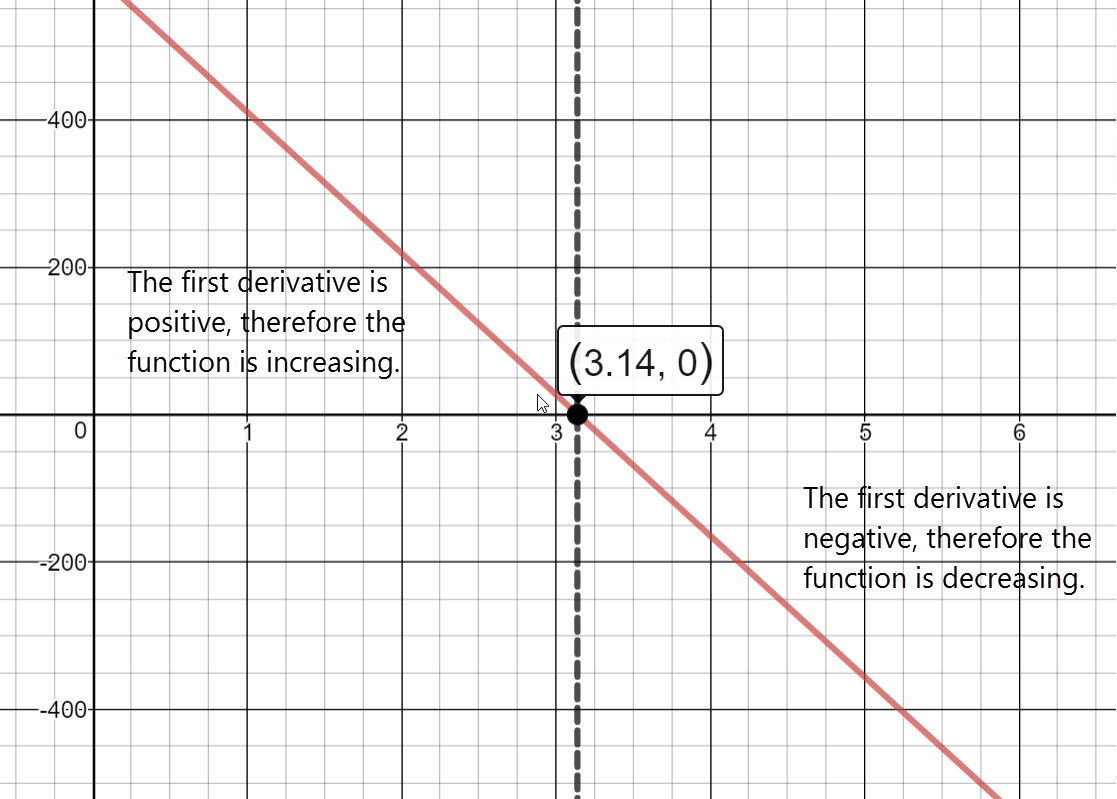 400
200
The first derivative is
positive, therefore the
function is increasing.
(3.14, 0)
0
1
2
3
4
5
6
The first derivative is
negative, therefore the
function is decreasing.
-200
-400